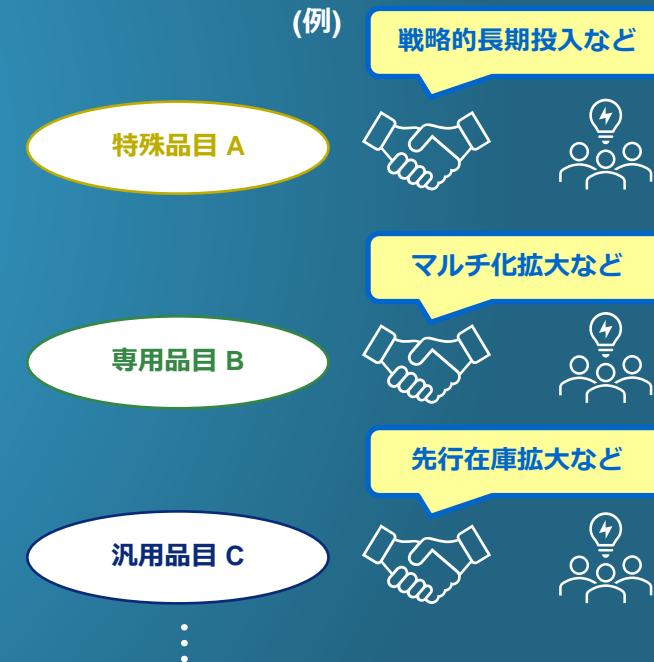 (例)
戦略的長期投入など
特殊品目 A
マルチ化拡大など
専用品目 B
先行在庫拡大など
汎用品目 C
⋮